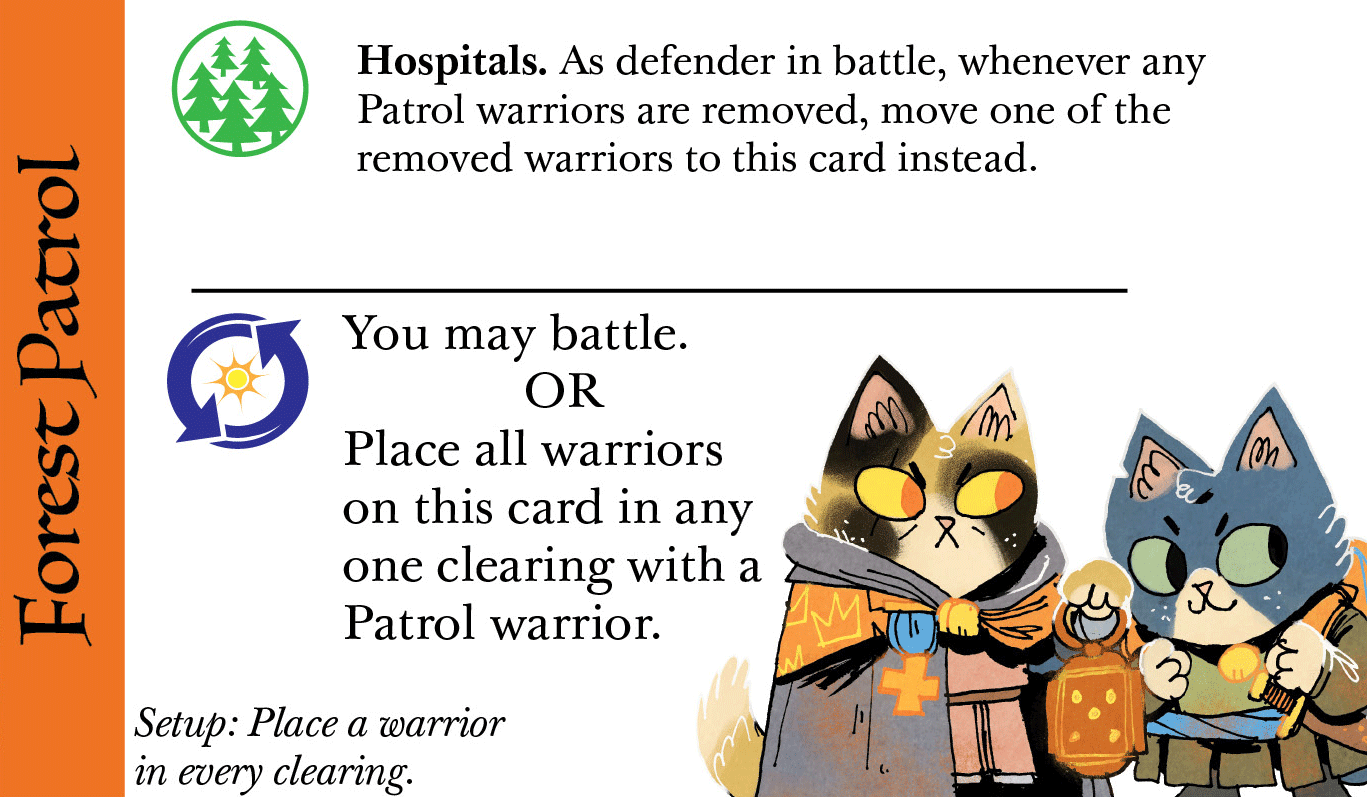 Forest Patrol
Hospitals. As defender in battle, whenever any
Patrol warriors are removed, move one of the
removed warriors to this card instead.
You may battle.
OR
Place all warriors
on this card in any
one clearing with a
Patrol warrior.
Setup: Place a warrior
in every clearing.